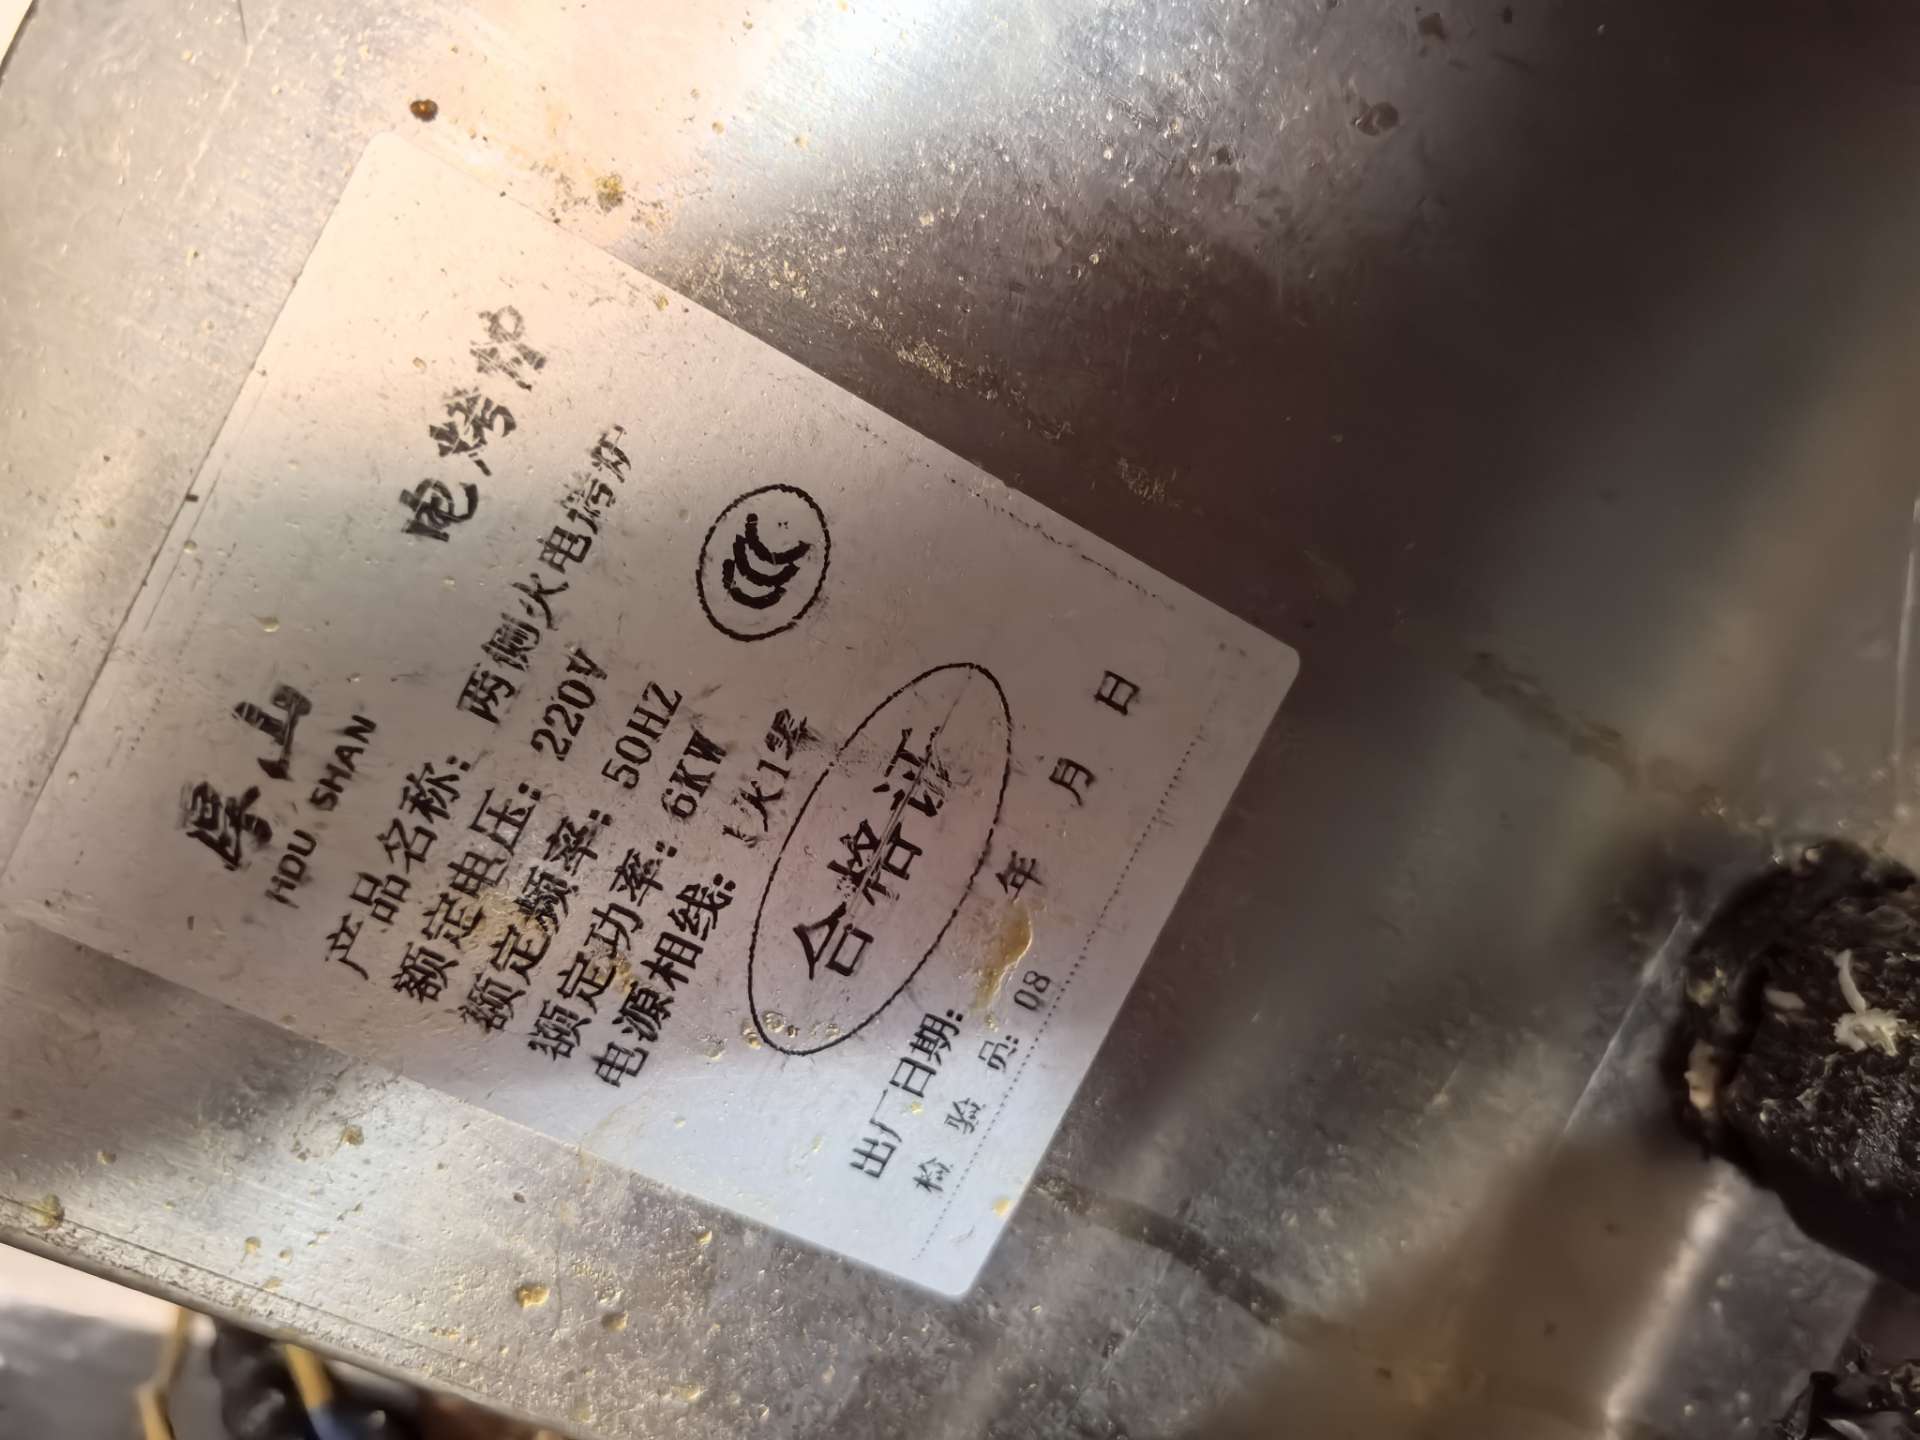 厚山 电烤炉
HOU SHAN
产品名称: 两侧火电烤炉
额定电压: 220V
额定频率: 50HZ
额定功率: 6KW
电源相线: 1火1零
CCC
合格证
出厂日期: 年 月 日
检 验 员: 08